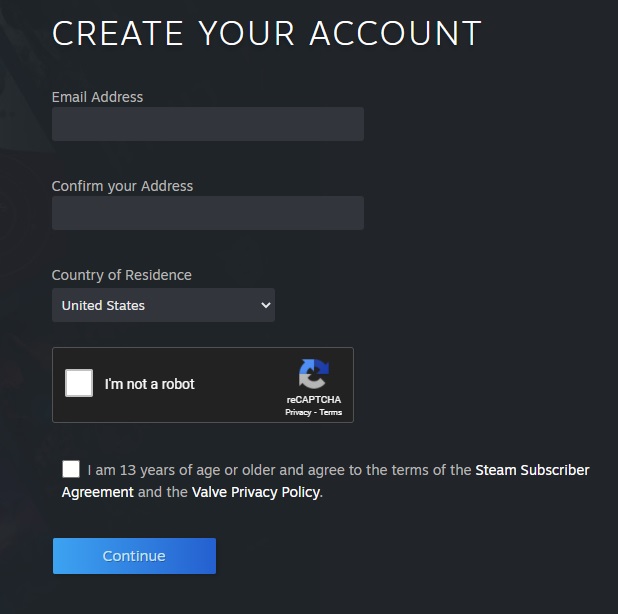 CREATE YOUR ACCOUNT
Email Address
Confirm your Address
Country of Residence
United States
I'm not a robot
reCAPTCHA
Privacy - Terms
I am 13 years of age or older and agree to the terms of the Steam Subscriber
Agreement and the Valve Privacy Policy.
Continue